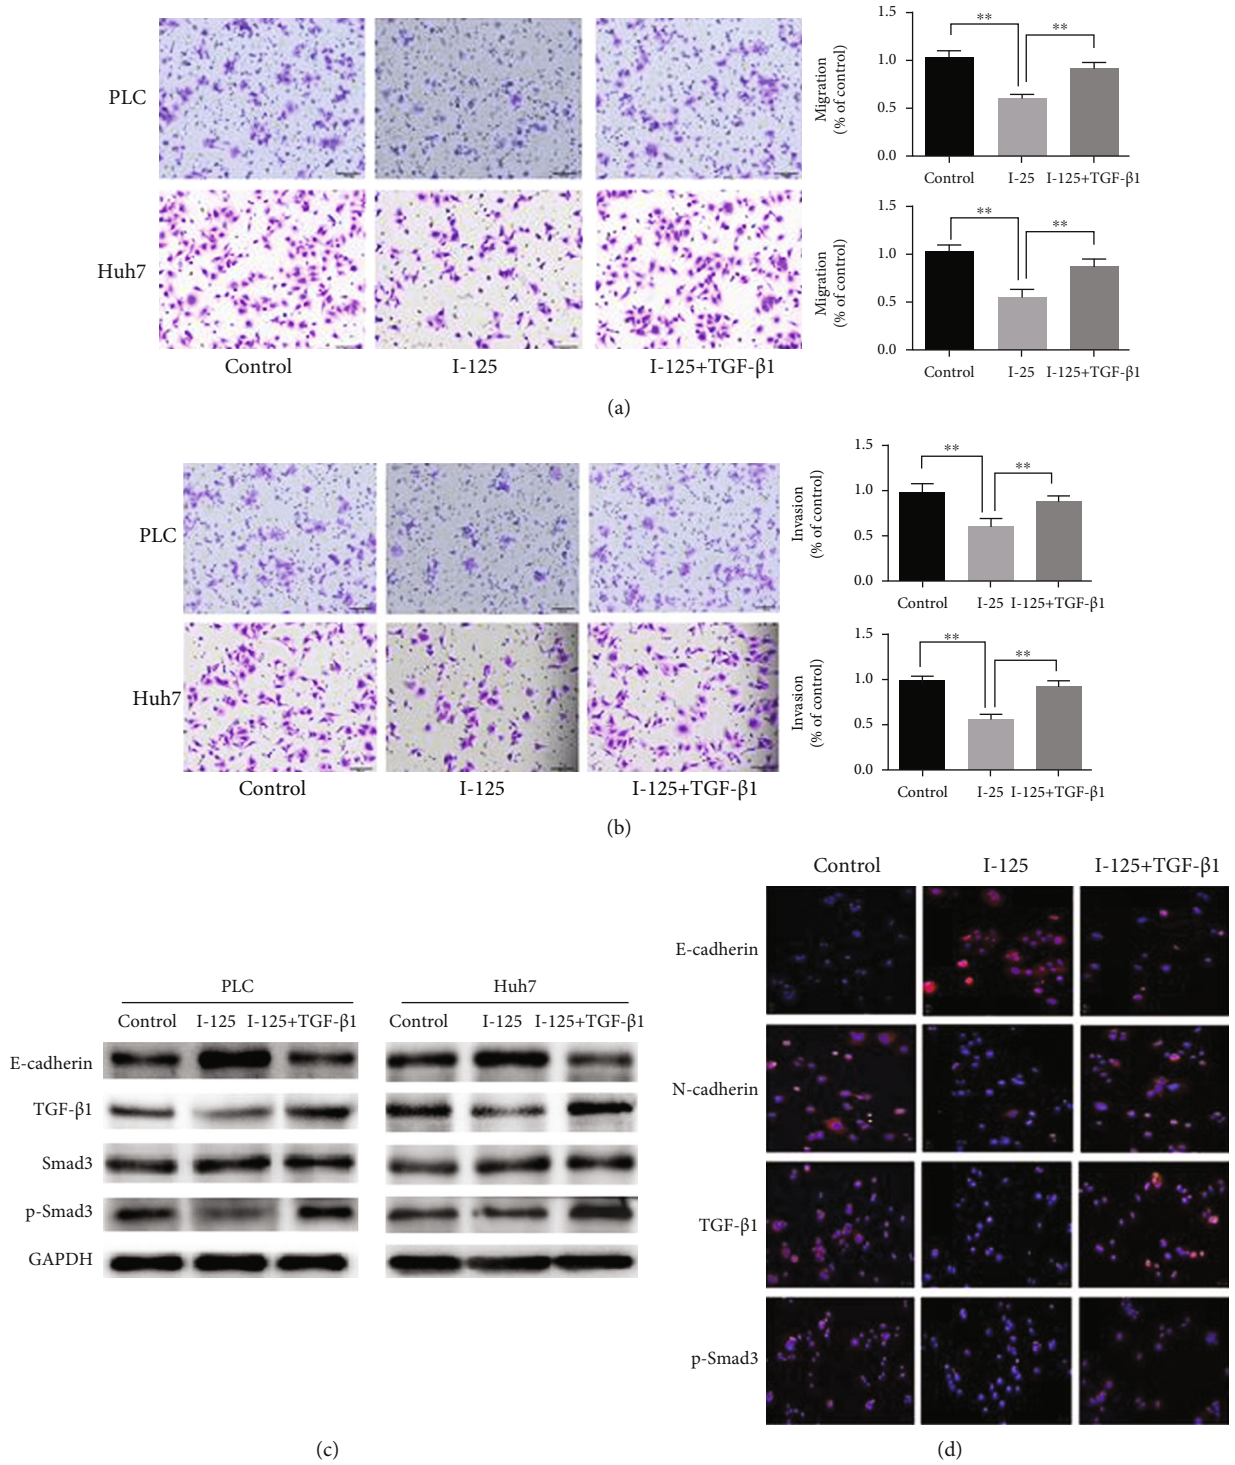 PLC
Huh7
Control I-125 I-125+TGF-β1
Migration
(% of control)
1.5
1.0
0.5
0.0
** **
Control I-25 I-125+TGF-β1
Migration
(% of control)
1.5
1.0
0.5
0.0
** **
Control I-25 I-125+TGF-β1
(a)
PLC
Huh7
Control I-125 I-125+TGF-β1
Invasion
(% of control)
1.5
1.0
0.5
0.0
** **
Control I-25 I-125+TGF-β1
Invasion
(% of control)
1.5
1.0
0.5
0.0
** **
Control I-25 I-125+TGF-β1
(b)
PLC Huh7
Control I-125 I-125+TGF-β1 Control I-125 I-125+TGF-β1
E-cadherin
TGF-β1
Smad3
p-Smad3
GAPDH
(c)
Control I-125 I-125+TGF-β1
E-cadherin
N-cadherin
TGF-β1
p-Smad3
(d)